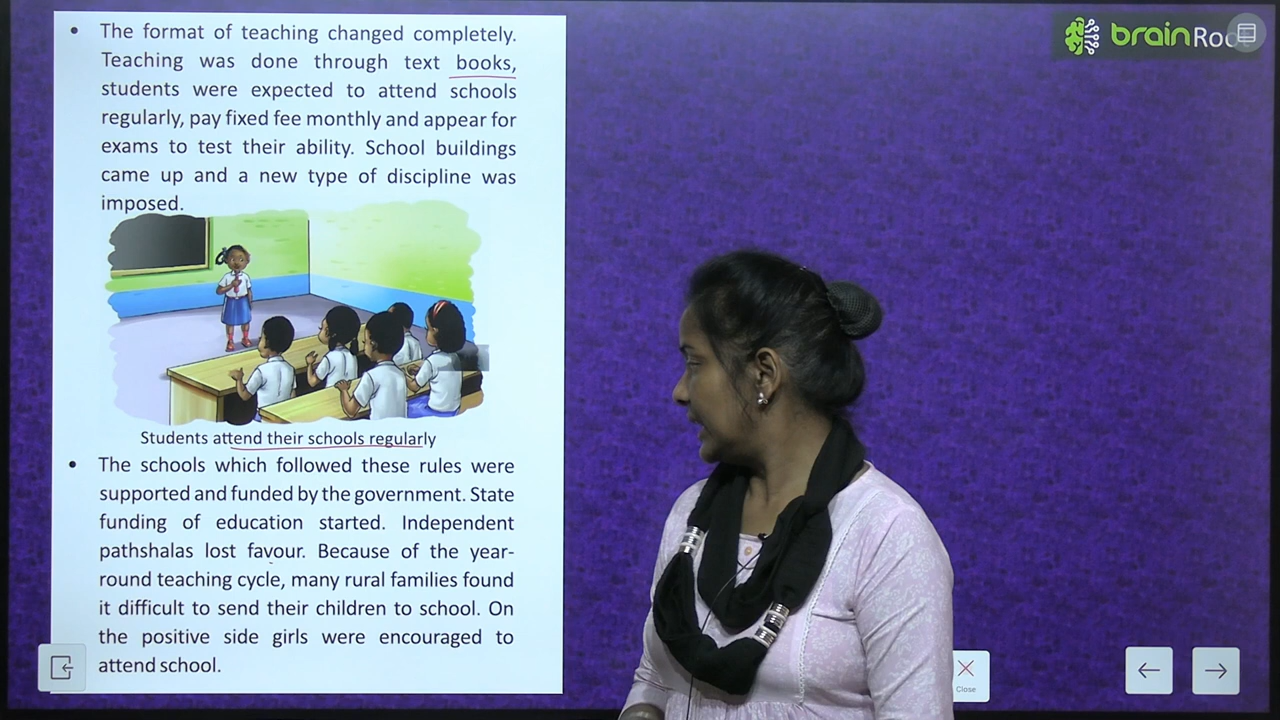 • The format of teaching changed completely.
Teaching was done through text books,
students were expected to attend schools
regularly, pay fixed fee monthly and appear for
exams to test their ability. School buildings
came up and a new type of discipline was
imposed.
Students attend their schools regularly
• The schools which followed these rules were
supported and funded by the government. State
funding of education started. Independent
pathshalas lost favour. Because of the year-
round teaching cycle, many rural families found
it difficult to send their children to school. On
the positive side girls were encouraged to
attend school.
brain
Close